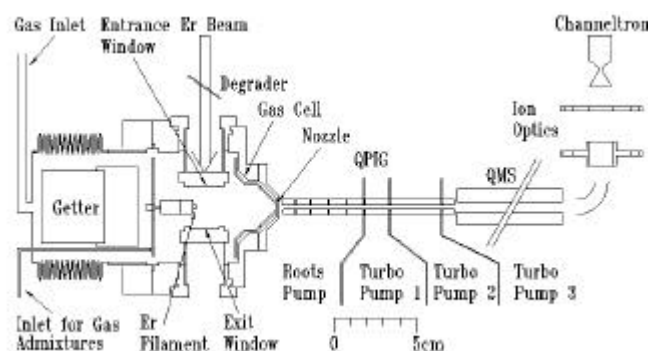 Gas Inlet
Entrance Er Beam
Window
Channeltron
Degrader
Gas Cell
Nozzle
Ion
Optics
QPIG
QMS
Getter
Roots
Pump
Turbo
Pump 1
Turbo
Pump 2
Turbo
Pump 3
Inlet for Gas
Admixtures
Er
Filament
Exit
Window
0
5cm